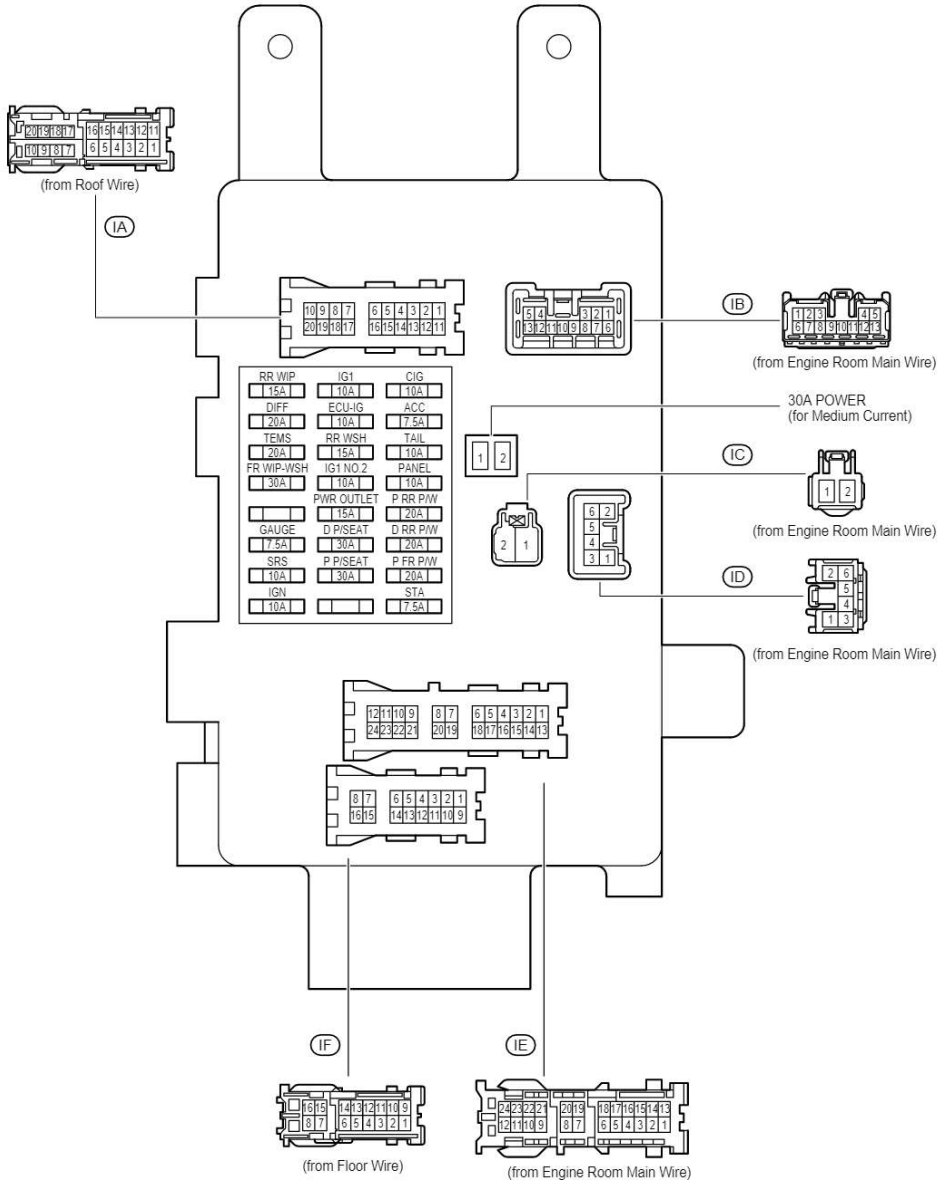 20 19 18 17 16 15 14 13 12 11
10 9 8 7 6 5 4 3 2 1
(from Roof Wire)
IA
10 9 8 7 6 5 4 3 2 1
20 19 18 17 16 15 14 13 12 11
5 4 3 2 1
13 12 11 10 9 8 7 6
IB
1 2 3 4 5
6 7 8 9 10 11 12 13
(from Engine Room Main Wire)
RR WIP IG1 CIG
15A 10A 10A
DIFF ECU-IG ACC
20A 10A 7.5A
TEMS RR WSH TAIL
20A 15A 10A
FR WIP-WSH IG1 NO.2 PANEL
30A 10A 10A
PWR OUTLET P RR P/W
15A 20A
GAUGE D P/SEAT D RR P/W
7.5A 30A 20A
SRS P P/SEAT P FR P/W
10A 30A 20A
IGN STA
10A 7.5A
1 2
30A POWER
(for Medium Current)
IC
2 1
1 2
(from Engine Room Main Wire)
6 2
5
4
3 1
ID
2 6
5
4
1 3
(from Engine Room Main Wire)
12 11 10 9 8 7 6 5 4 3 2 1
24 23 22 21 20 19 18 17 16 15 14 13
8 7 6 5 4 3 2 1
16 15 14 13 12 11 10 9
IF
IE
16 15 14 13 12 11 10 9
8 7 6 5 4 3 2 1
(from Floor Wire)
24 23 22 21 20 19 18 17 16 15 14 13
12 11 10 9 8 7 6 5 4 3 2 1
(from Engine Room Main Wire)